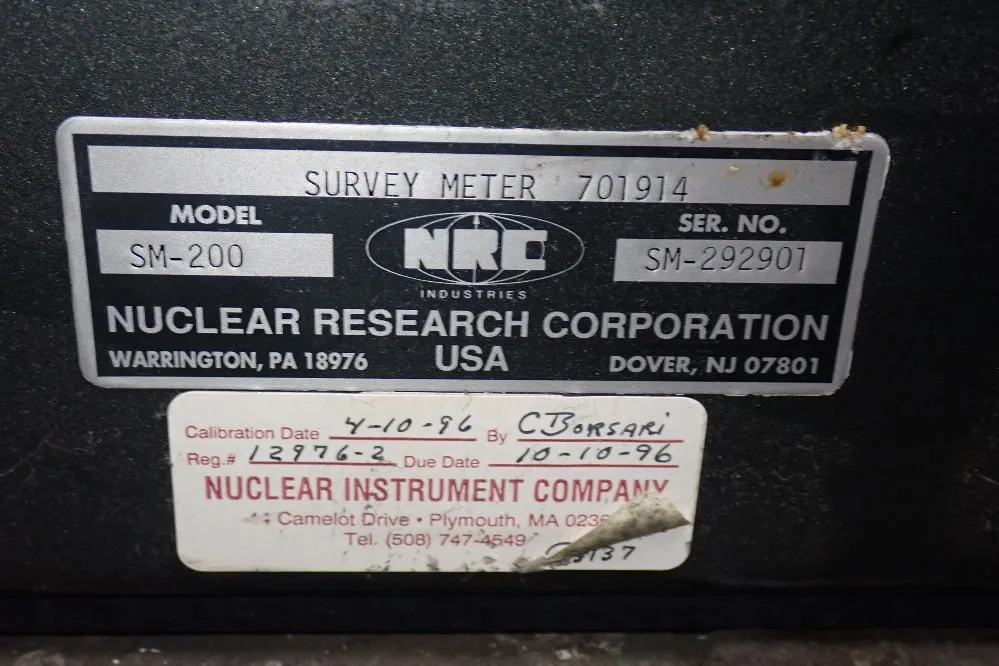 SURVEY METER 701914
MODEL SER. NO.
SM-200 NRC SM-292901
INDUSTRIES
NUCLEAR RESEARCH CORPORATION
WARRINGTON, PA 18976 USA DOVER, NJ 07801
Calibration Date 4-10-96 By C BORSARI
Reg.# 12976-2 Due Date 10-10-96
NUCLEAR INSTRUMENT COMPANY
Camelot Drive • Plymouth, MA
Tel. (508) 747-4549